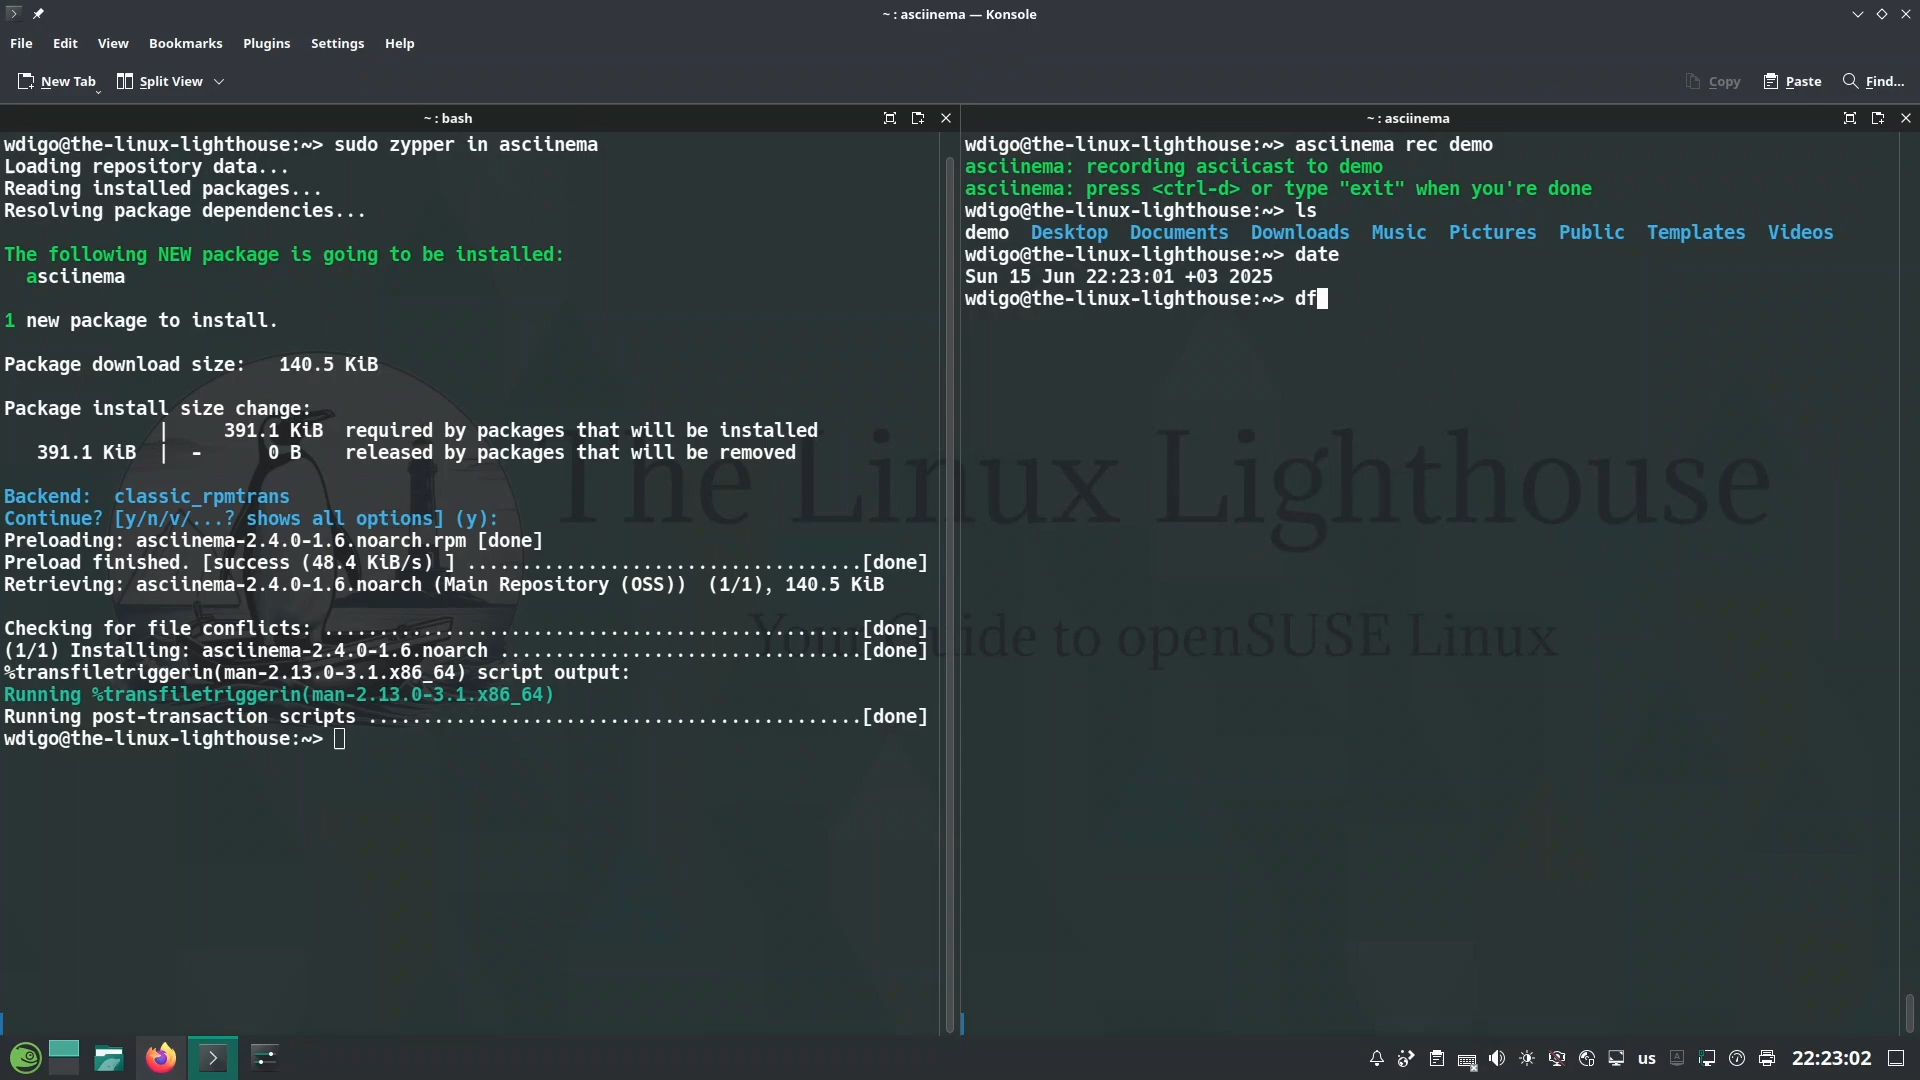 ~ : asciinema — Konsole
File Edit View Bookmarks Plugins Settings Help
New Tab Split View Copy Paste Find...
~ : bash
wdigo@the-linux-lighthouse:~> sudo zypper in asciinema
Loading repository data...
Reading installed packages...
Resolving package dependencies...
The following NEW package is going to be installed:
asciinema
1 new package to install.
Package download size:   140.5 KiB
Package install size change:
|     391.1 KiB  required by packages that will be installed
391.1 KiB  |  -      0 B    released by packages that will be removed
Backend:  classic_rpmtrans
Continue? [y/n/v/...? shows all options] (y):
Preloading: asciinema-2.4.0-1.6.noarch.rpm [done]
Preload finished. [success (48.4 KiB/s) ] ....................................[done]
Retrieving: asciinema-2.4.0-1.6.noarch (Main Repository (OSS))  (1/1), 140.5 KiB
Checking for file conflicts: .................................................[done]
(1/1) Installing: asciinema-2.4.0-1.6.noarch .................................[done]
%transfiletriggerin(man-2.13.0-3.1.x86_64) script output:
Running %transfiletriggerin(man-2.13.0-3.1.x86_64)
Running post-transaction scripts .............................................[done]
wdigo@the-linux-lighthouse:~>
~ : asciinema
wdigo@the-linux-lighthouse:~> asciinema rec demo
asciinema: recording asciicast to demo
asciinema: press <ctrl-d> or type "exit" when you're done
wdigo@the-linux-lighthouse:~> ls
demo  Desktop  Documents  Downloads  Music  Pictures  Public  Templates  Videos
wdigo@the-linux-lighthouse:~> date
Sun 15 Jun 22:23:01 +03 2025
wdigo@the-linux-lighthouse:~> df
The Linux Lighthouse
Your Guide to openSUSE Linux
us
22:23:02